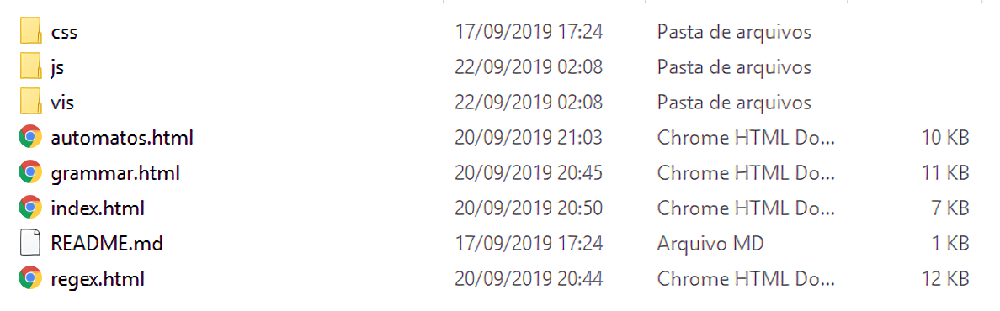 css 17/09/2019 17:24 Pasta de arquivos
js 22/09/2019 02:08 Pasta de arquivos
vis 22/09/2019 02:08 Pasta de arquivos
automatos.html 20/09/2019 21:03 Chrome HTML Do... 10 KB
grammar.html 20/09/2019 20:45 Chrome HTML Do... 11 KB
index.html 20/09/2019 20:50 Chrome HTML Do... 7 KB
README.md 17/09/2019 17:24 Arquivo MD 1 KB
regex.html 20/09/2019 20:44 Chrome HTML Do... 12 KB